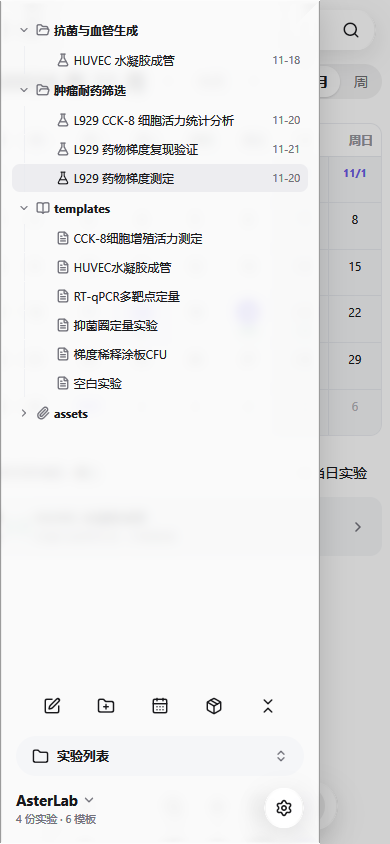 抗菌与血管生成
HUVEC 水凝胶成管 11-18
肿瘤耐药筛选
L929 CCK-8 细胞活力统计分析 11-20
L929 药物梯度复现验证 11-21
L929 药物梯度测定 11-20
templates
CCK-8细胞增殖活力测定
HUVEC水凝胶成管
RT-qPCR多靶点定量
抑菌圈定量实验
梯度稀释涂板CFU
空白实验
assets
实验列表
AsterLab
4 份实验 · 6 模板
月 周
周日
11/1
8
15
22
29
6
当日实验